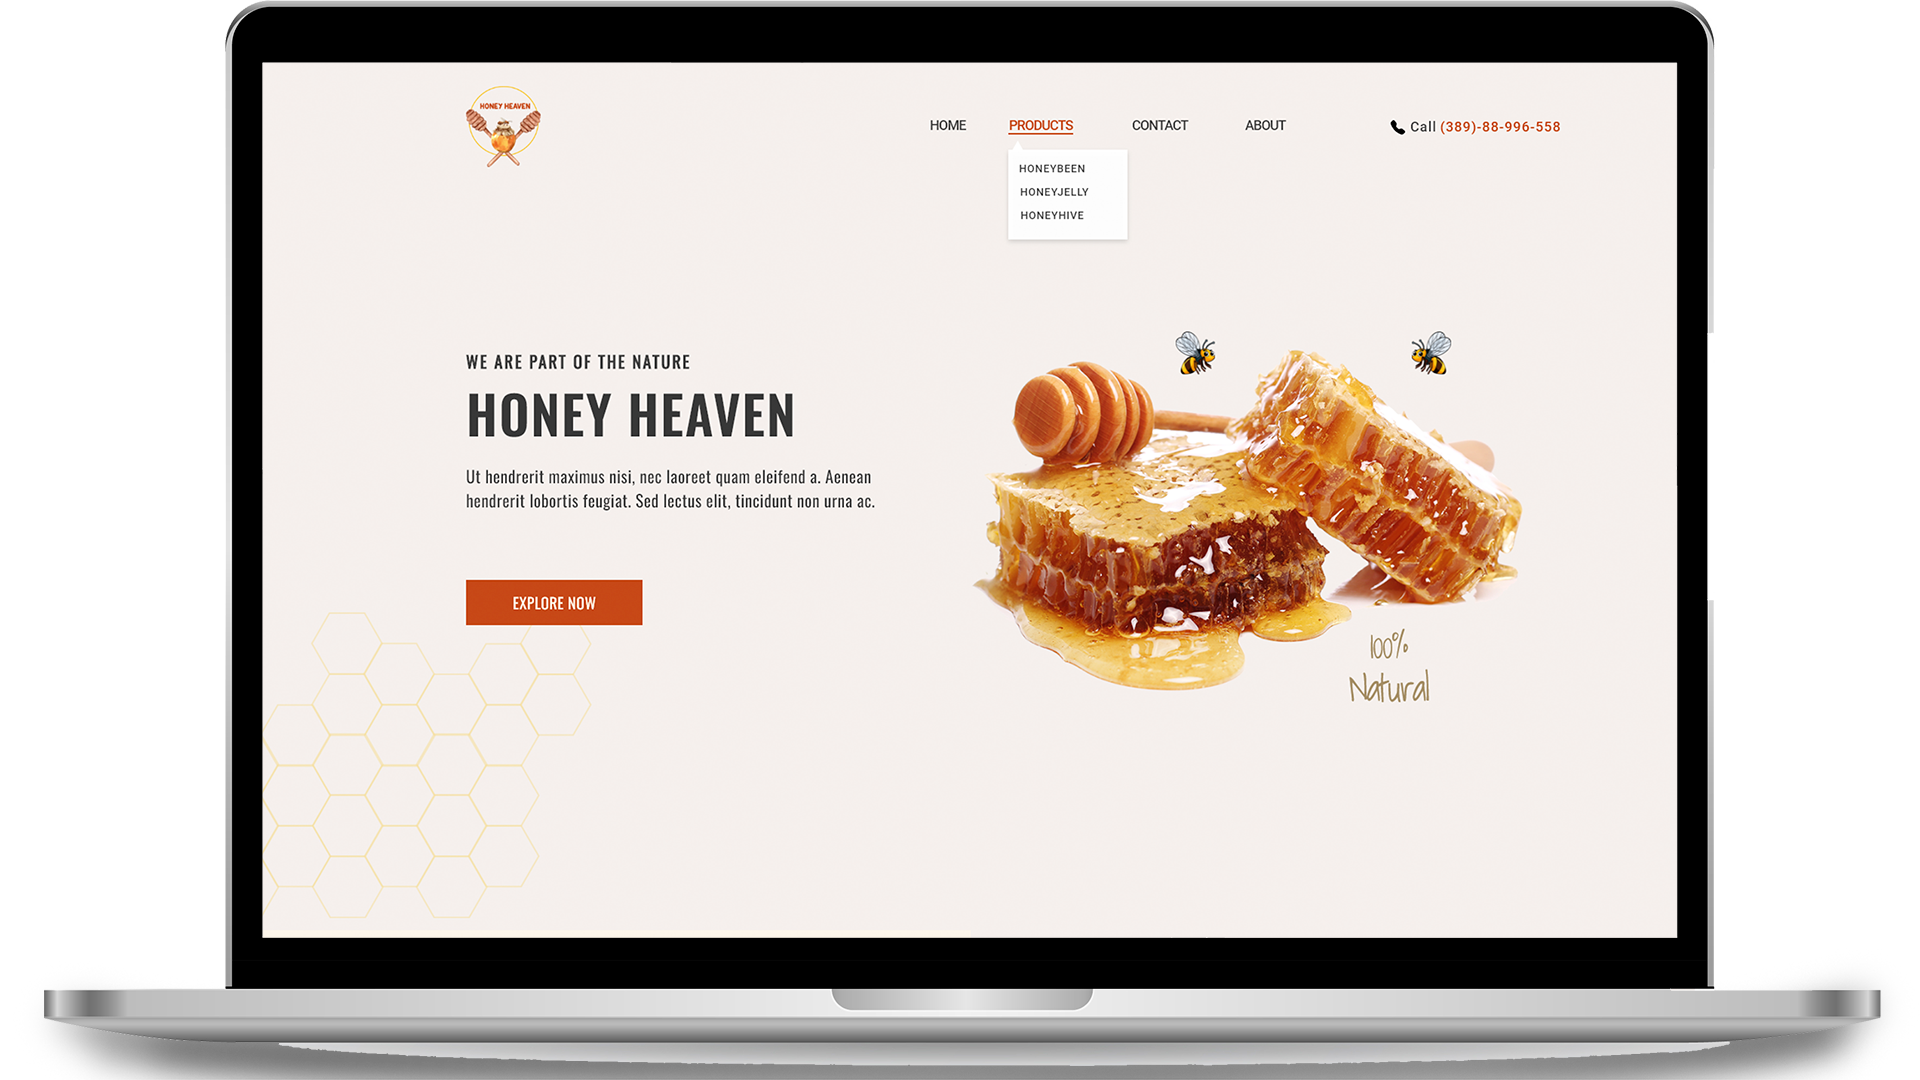 HONEY HEAVEN
HOME PRODUCTS CONTACT ABOUT Call (389)-88-996-558
HONEYBEEN
HONEYJELLY
HONEYHIVE
WE ARE PART OF THE NATURE
HONEY HEAVEN
Ut hendrerit maximus nisi, nec laoreet quam eleifend a. Aenean
hendrerit lobortis feugiat. Sed lectus elit, tincidunt non urna ac.
EXPLORE NOW
100%
Natural